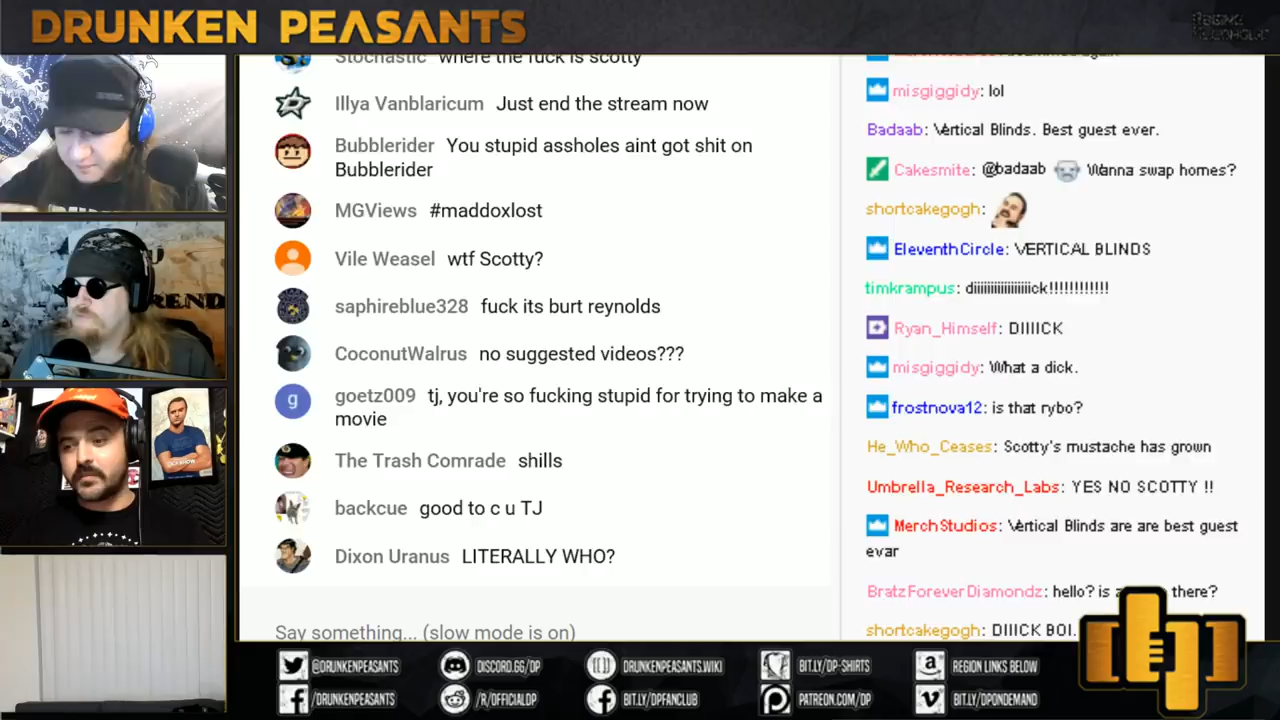 DRUNKEN PEASANTS
Stochastic where the fuck is scotty
Illya Vanblaricum Just end the stream now
Bubblerider You stupid assholes aint got shit on
Bubblerider
MGViews #maddoxlost
Vile Weasel wtf Scotty?
saphireblue328 fuck its burt reynolds
CoconutWalrus no suggested videos???
g
goetz009 tj, you're so fucking stupid for trying to make a
movie
The Trash Comrade shills
backcue good to c u TJ
Dixon Uranus LITERALLY WHO?
Say something... (slow mode is on)
misgiggidy: lol
Badaab: Vertical Blinds. Best guest ever.
Cakesmite: @badaab Wanna swap homes?
shortcakegogh:
EleventhCircle: VERTICAL BLINDS
timkrampus: diiiiiiiiiiiiiiiick!!!!!!!!!!!!
Ryan_Himself: DIIIICK
misgiggidy: What a dick.
frostnova12: is that rybo?
He_Who_Ceases: Scotty's mustache has grown
Umbrella_Research_Labs: YES NO SCOTTY !!
MerchStudios: Vertical Blinds are are best guest
evar
BratzForeverDiamondz: hello? is there?
shortcakegogh: DIIICK BOI.
@DRUNKENPEASANTS
DISCORD.GG/DP
DRUNKENPEASANTS.WIKI
BIT.LY/DP-SHIRTS
REGION LINKS BELOW
/DRUNKENPEASANTS
/R/OFFICIALDP
BIT.LY/DPFANCLUB
PATREON.COM/DP
BIT.LY/DPONDEMAND